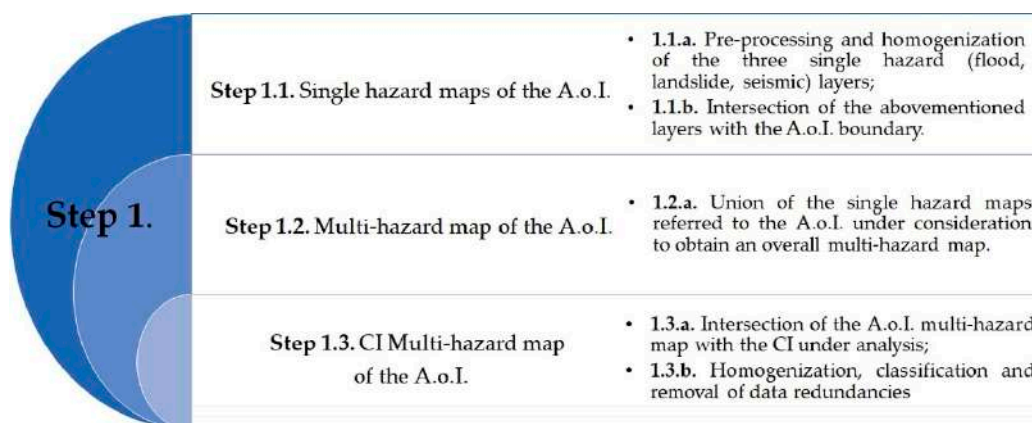 Step 1.
Step 1.1. Single hazard maps of the A.o.I.
• 1.1.a. Pre-processing and homogenization
of the three single hazard (flood,
landslide, seismic) layers;
• 1.1.b. Intersection of the abovementioned
layers with the A.o.I. boundary.
Step 1.2. Multi-hazard map of the A.o.I.
• 1.2.a. Union of the single hazard maps
referred to the A.o.I. under consideration
to obtain an overall multi-hazard map.
Step 1.3. CI Multi-hazard map
of the A.o.I.
• 1.3.a. Intersection of the A.o.I. multi-hazard
map with the CI under analysis;
• 1.3.b. Homogenization, classification and
removal of data redundancies